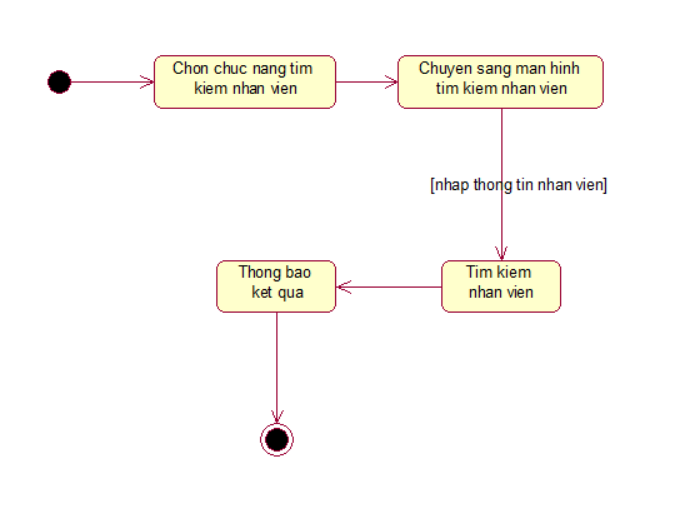 Chon chuc nang tim
kiem nhan vien
Chuyen sang man hinh
tim kiem nhan vien
[nhap thong tin nhan vien]
Thong bao
ket qua
Tim kiem
nhan vien